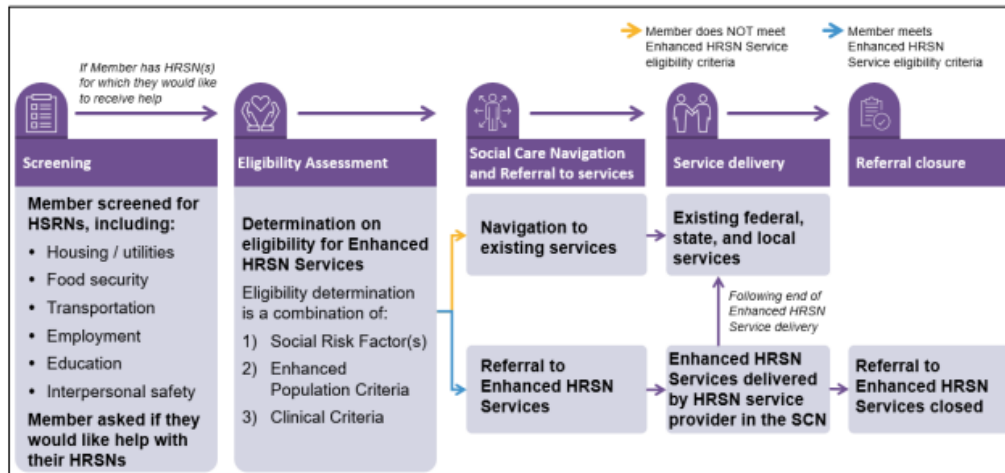 If Member has HRSN(s)
for which they would like
to receive help
Member does NOT meet
Enhanced HRSN Service
eligibility criteria
Member meets
Enhanced HRSN
Service eligibility criteria
Screening
Eligibility Assessment
Social Care Navigation
and Referral to services
Service delivery
Referral closure
Member screened for
HSRNs, including:
• Housing / utilities
• Food security
• Transportation
• Employment
• Education
• Interpersonal safety
Member asked if they
would like help with
their HRSNs
Determination on
eligibility for Enhanced
HRSN Services
Eligibility determination
is a combination of:
1) Social Risk Factor(s)
2) Enhanced
Population Criteria
3) Clinical Criteria
Navigation to
existing services
Existing federal,
state, and local
services
Following end of
Enhanced HRSN
Service delivery
Referral to
Enhanced HRSN
Services
Enhanced HRSN
Services delivered
by HRSN service
provider in the SCN
Referral to
Enhanced HRSN
Services closed